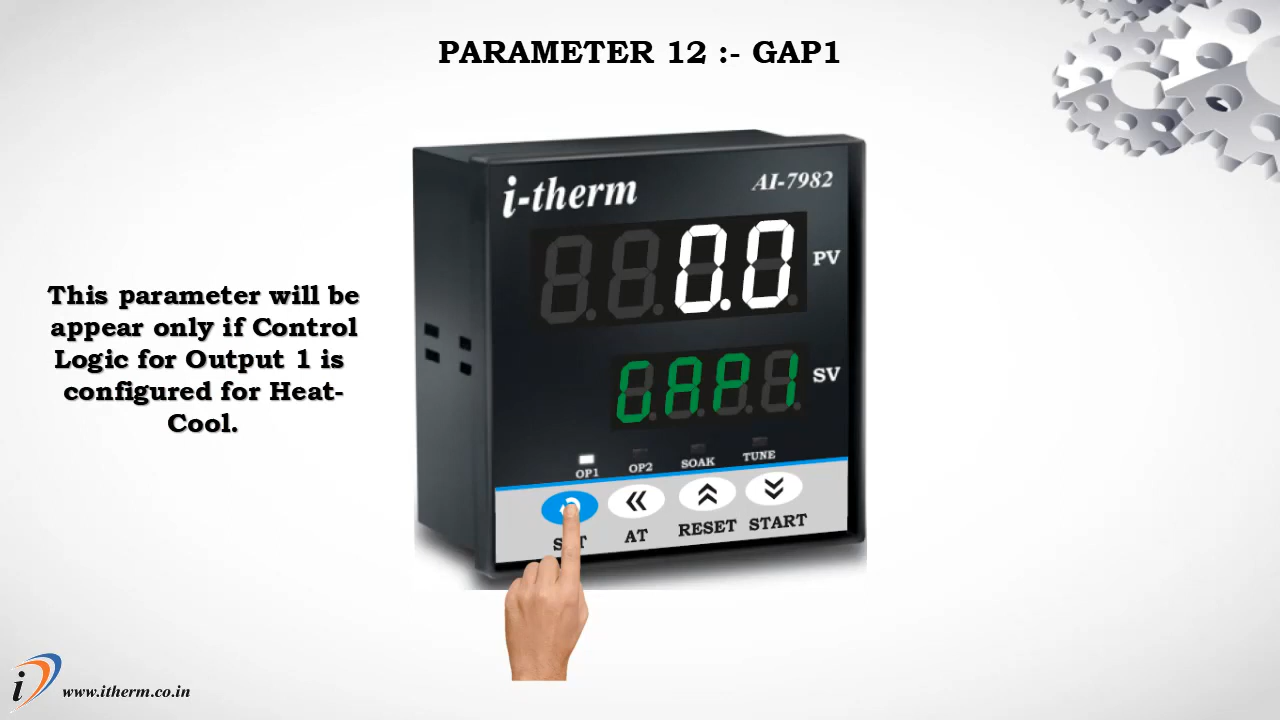 PARAMETER 12 :- GAP1
i-therm
AI-7982
0.0
PV
This parameter will be
appear only if Control
Logic for Output 1 is
configured for Heat-
Cool.
GAP1
SV
OP1 OP2 SOAK TUNE
AT RESET START
i
www.itherm.co.in